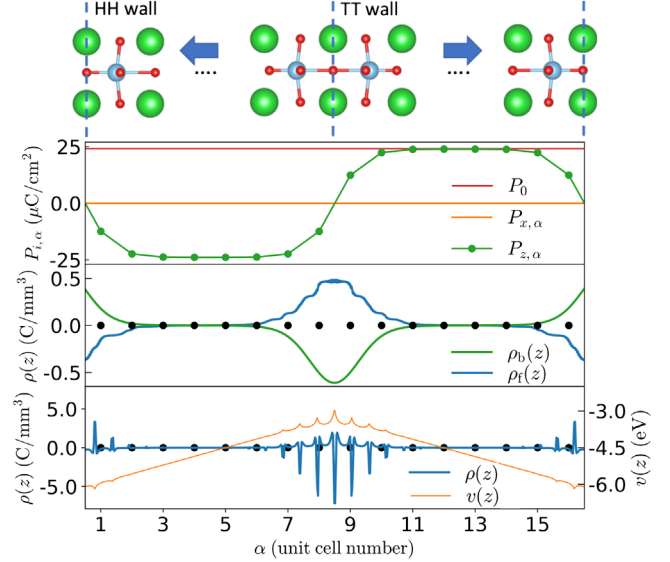 HH wall
TT wall
....
....
P_{i,α} (μC/cm²)
25
0.0
-25
P_0
P_{x,α}
P_{z,α}
ρ(z) (C/mm³)
0.5
0.0
-0.5
ρ_b(z)
ρ_f(z)
ρ(z) (C/mm³)
5.0
0.0
-5.0
ρ(z)
v(z)
-3.0
-4.5
-6.0
v(z) (eV)
1 3 5 7 9 11 13 15
α (unit cell number)